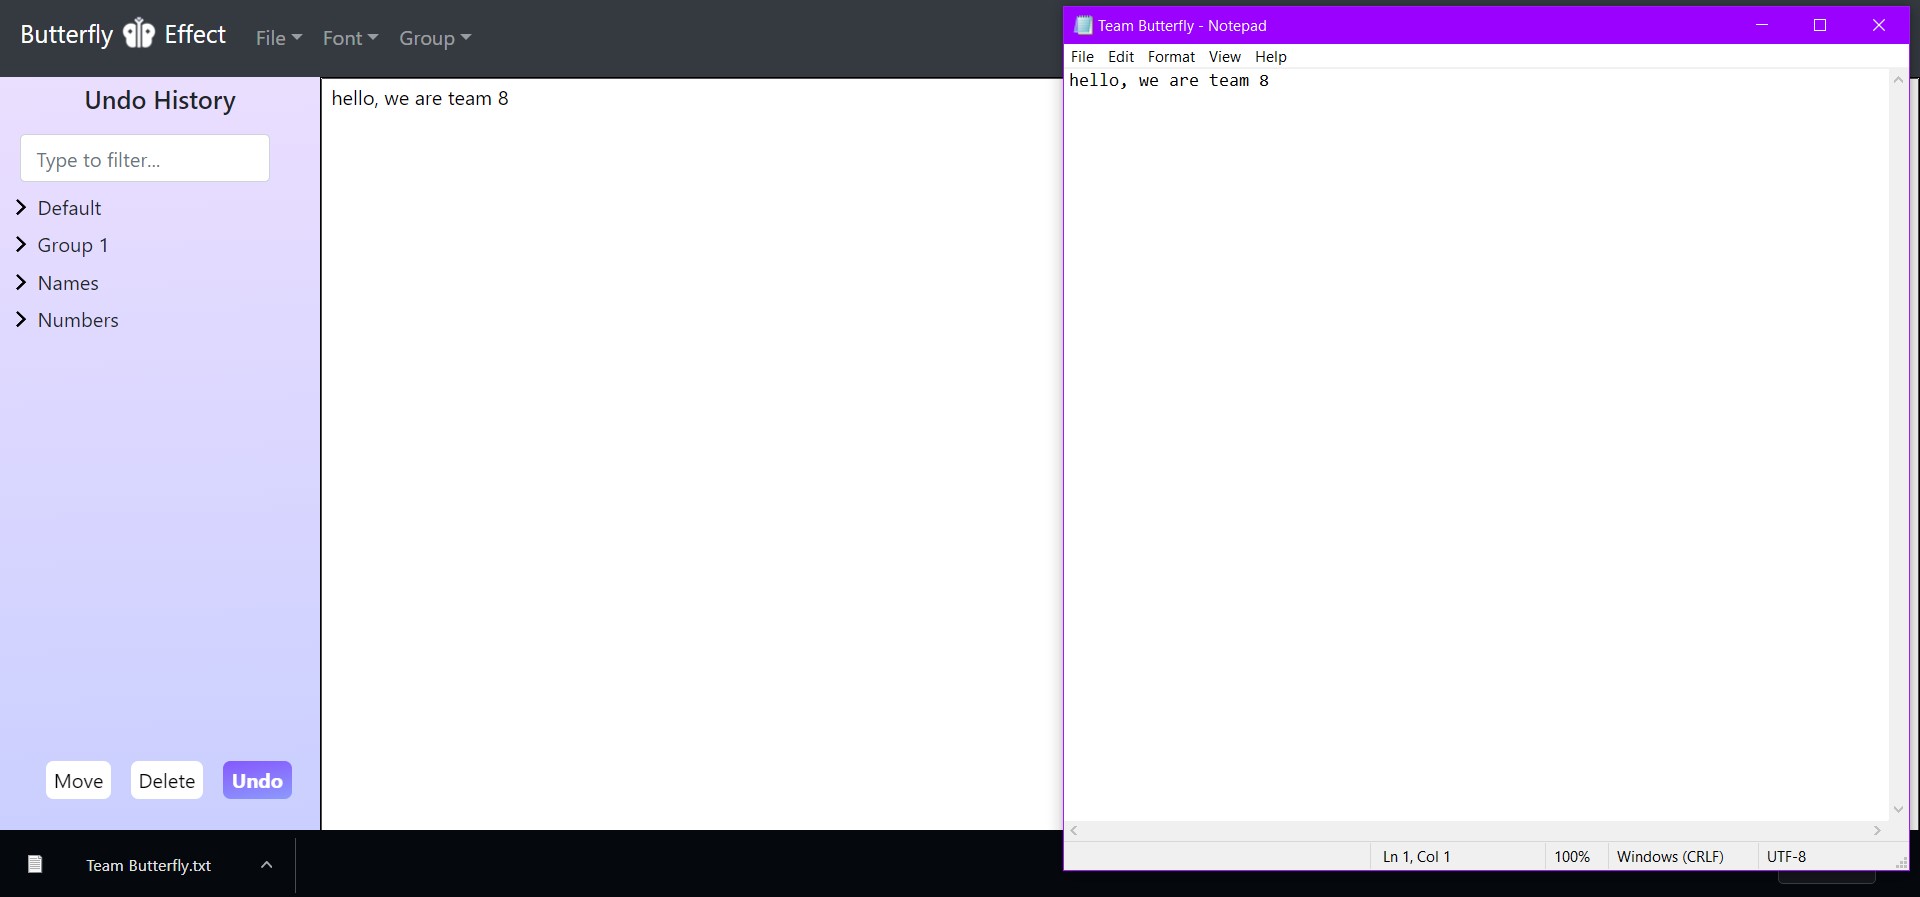 Butterfly Effect File Font Group
Undo History
Type to filter...
Default
Group 1
Names
Numbers
Move Delete Undo
hello, we are team 8
Team Butterfly.txt
Team Butterfly - Notepad
File Edit Format View Help
hello, we are team 8
Ln 1, Col 1 100% Windows (CRLF) UTF-8